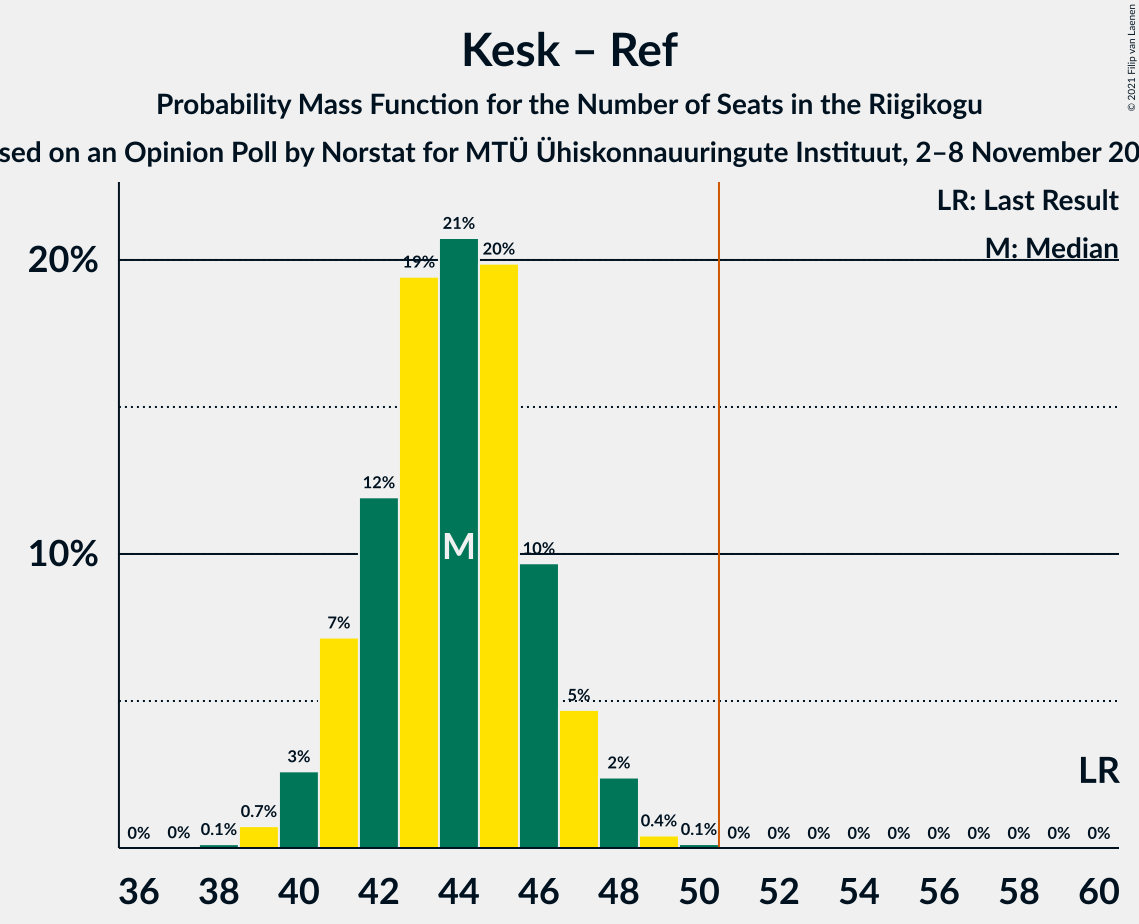 Kesk – Ref
Probability Mass Function for the Number of Seats in the Riigikogu
sed on an Opinion Poll by Norstat for MTÜ Ühiskonnauuringute Instituut, 2–8 November 20
© 2021 Filip van Laenen
LR: Last Result
M: Median
20%
10%
0% 0% 0.1% 0.7% 3% 7% 12% 19% 21% 20% 10% 5% 2% 0.4% 0.1% 0% 0% 0% 0% 0% 0% 0% 0% 0% 0%
M
LR
36 38 40 42 44 46 48 50 52 54 56 58 60